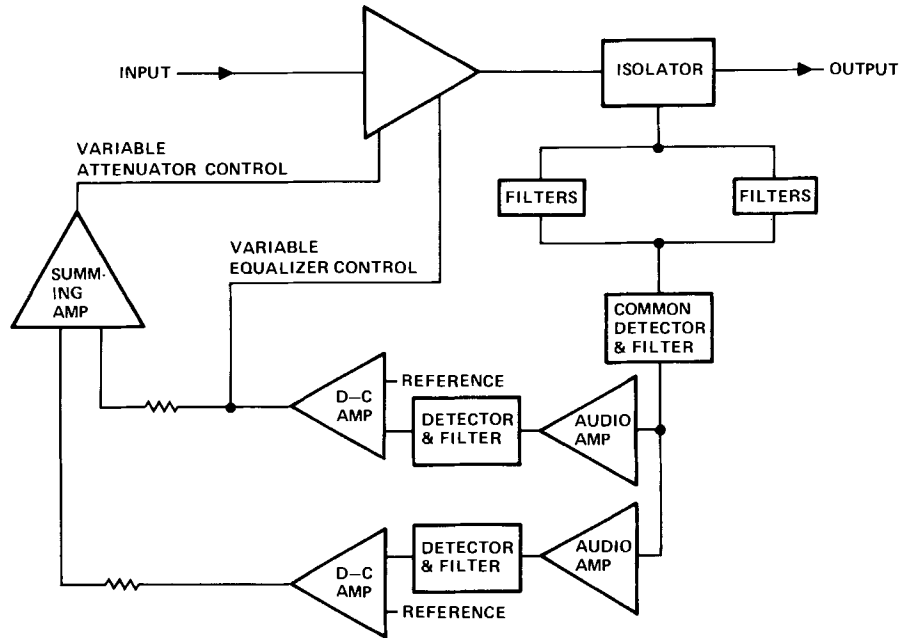 INPUT
ISOLATOR
OUTPUT
VARIABLE
ATTENUATOR CONTROL
FILTERS
FILTERS
VARIABLE
EQUALIZER CONTROL
SUMM-
ING
AMP
COMMON
DETECTOR
& FILTER
REFERENCE
D-C
AMP
DETECTOR
& FILTER
AUDIO
AMP
DETECTOR
& FILTER
AUDIO
AMP
D-C
AMP
REFERENCE